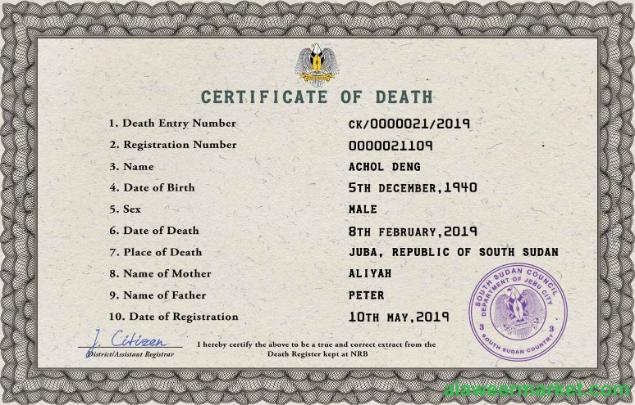 CERTIFICATE OF DEATH
1. Death Entry Number CK/0000021/2019
2. Registration Number 0000021109
3. Name ACHOL DENG
4. Date of Birth 5TH DECEMBER,1940
5. Sex MALE
6. Date of Death 8TH FEBRUARY,2019
7. Place of Death JUBA, REPUBLIC OF SOUTH SUDAN
8. Name of Mother ALIYAH
9. Name of Father PETER
10. Date of Registration 10TH MAY,2019
SOUTH SUDAN COUNCIL
DEPARTMENT OF JEBU CITY
SOUTH SUDAN COUNTRY
J. Citizen
District/Assistant Registrar
I hereby certify the above to be a true and correct extract from the
Death Register kept at NRB
alaweenmarket.com